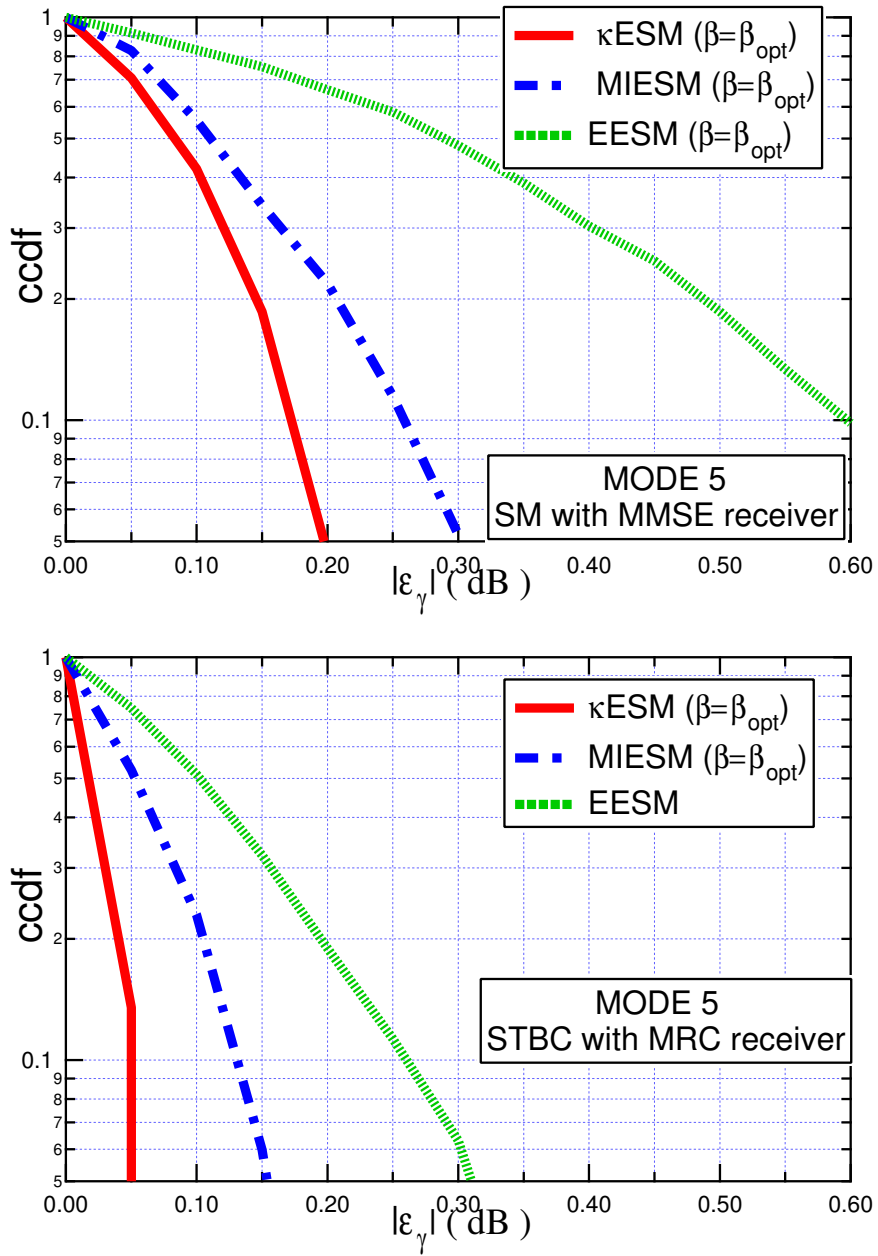 1
9
8
7
6
5
4
3
2
0.1
9
8
7
6
5
ccdf
κESM (β=β_opt)
MIESM (β=β_opt)
EESM (β=β_opt)
MODE 5
SM with MMSE receiver
0.00 0.10 0.20 0.30 0.40 0.50 0.60
|ε_γ| ( dB )
1
9
8
7
6
5
4
3
2
0.1
9
8
7
6
5
ccdf
κESM (β=β_opt)
MIESM (β=β_opt)
EESM
MODE 5
STBC with MRC receiver
0.00 0.10 0.20 0.30 0.40 0.50 0.60
|ε_γ| ( dB )